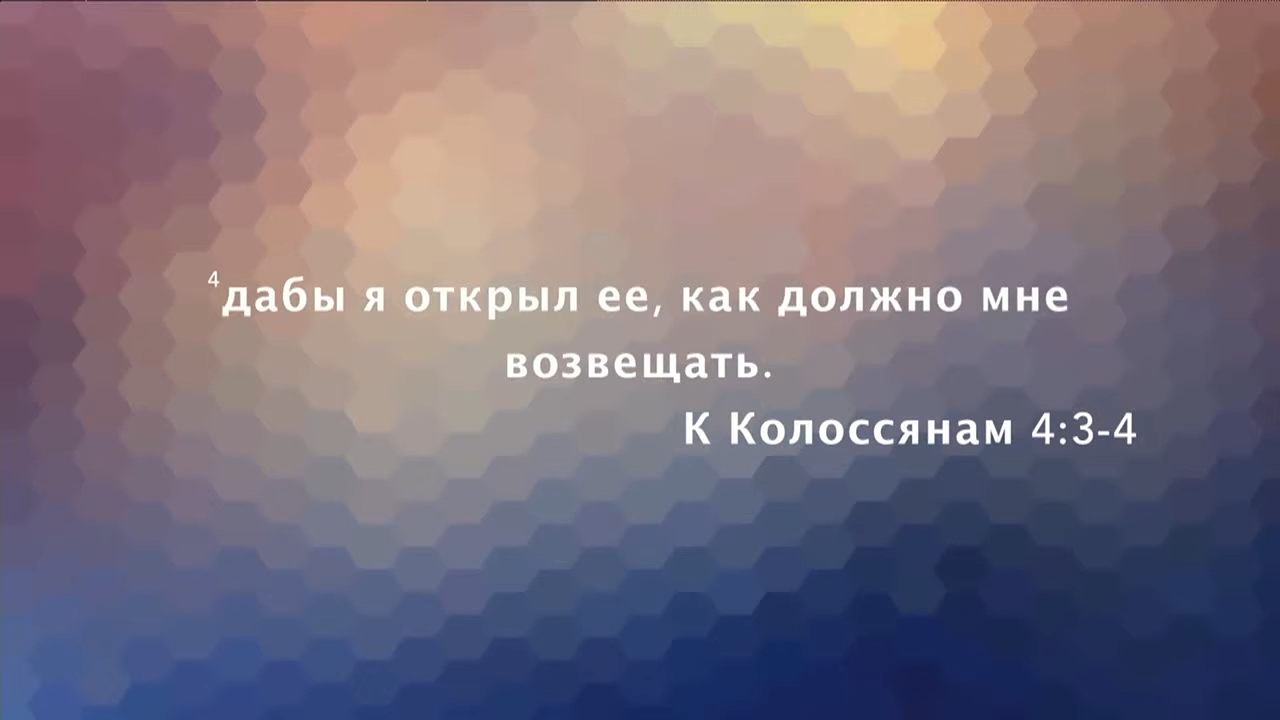 ⁴дабы я открыл ее, как должно мне
возвещать.
К Колоссянам 4:3-4